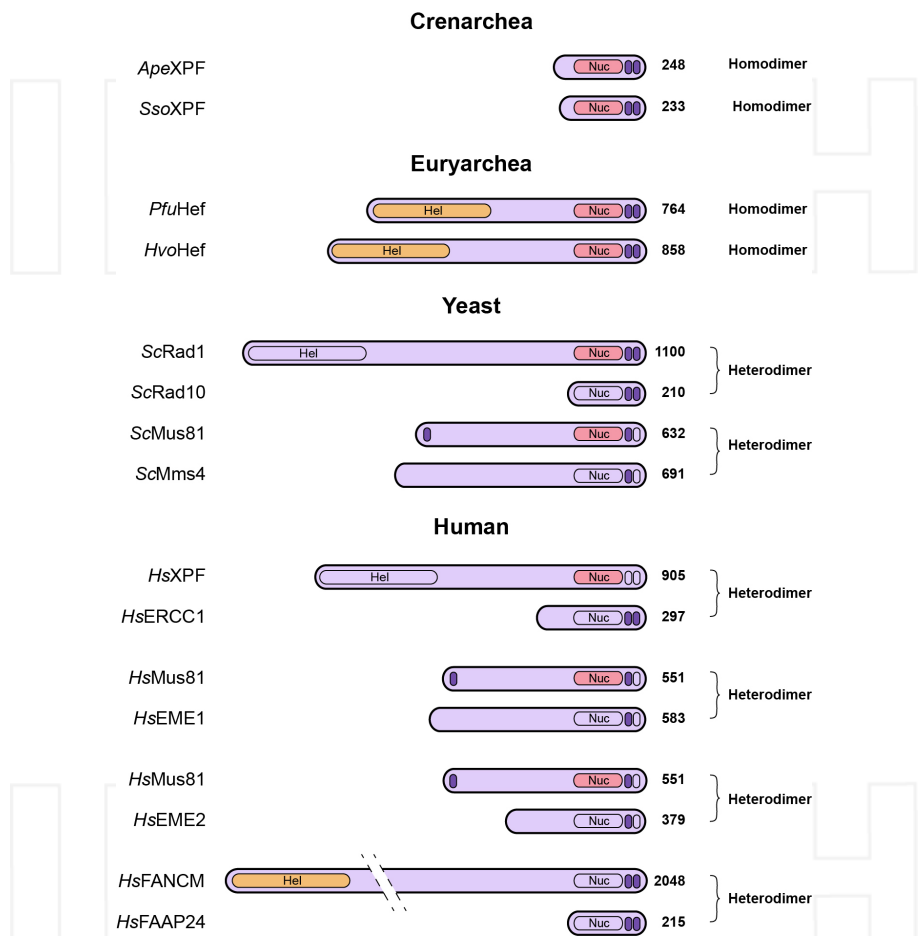 Crenarchea
ApeXPF Nuc 248 Homodimer
SsoXPF Nuc 233 Homodimer
Euryarchea
PfuHef Hel Nuc 764 Homodimer
HvoHef Hel Nuc 858 Homodimer
Yeast
ScRad1 Hel Nuc 1100
Heterodimer
ScRad10 Nuc 210
ScMus81 Nuc 632
Heterodimer
ScMms4 Nuc 691
Human
HsXPF Hel Nuc 905
Heterodimer
HsERCC1 Nuc 297
HsMus81 Nuc 551
Heterodimer
HsEME1 Nuc 583
HsMus81 Nuc 551
Heterodimer
HsEME2 Nuc 379
HsFANCM Hel Nuc 2048
Heterodimer
HsFAAP24 Nuc 215